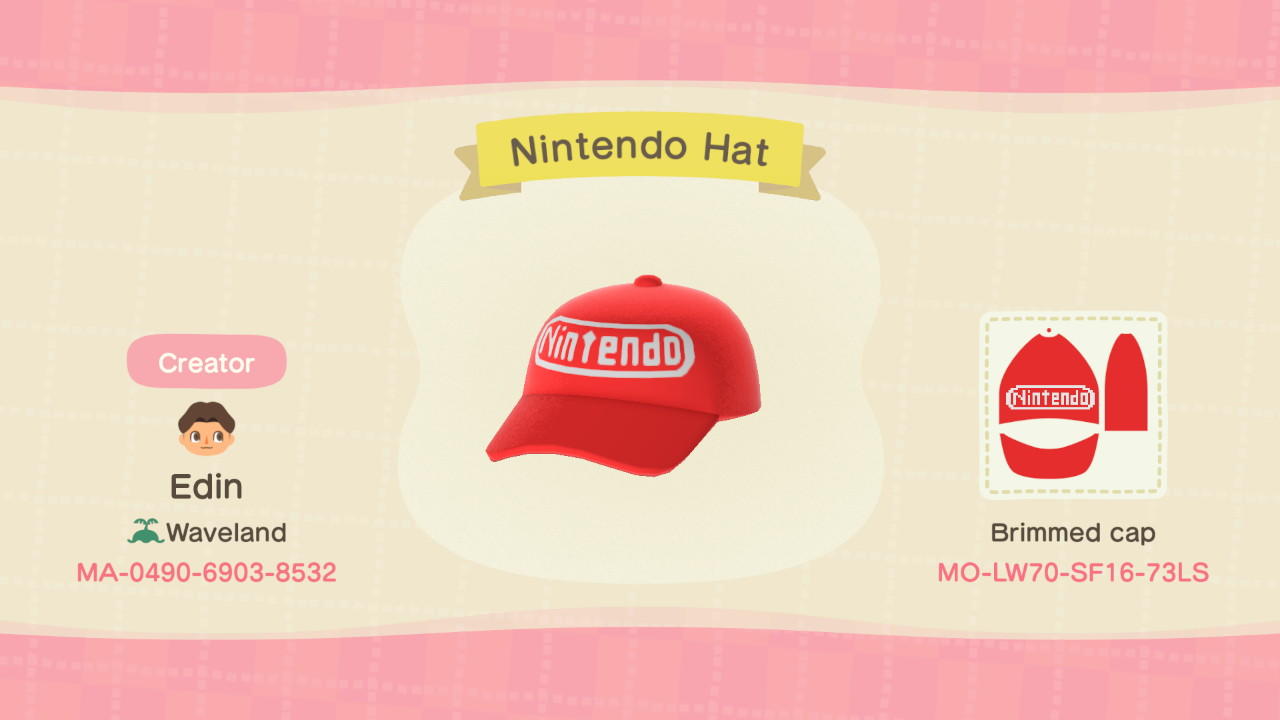 Nintendo Hat
Nintendo
Creator
Edin
Waveland
MA-0490-6903-8532
Nintendo
Brimmed cap
MO-LW70-SF16-73LS